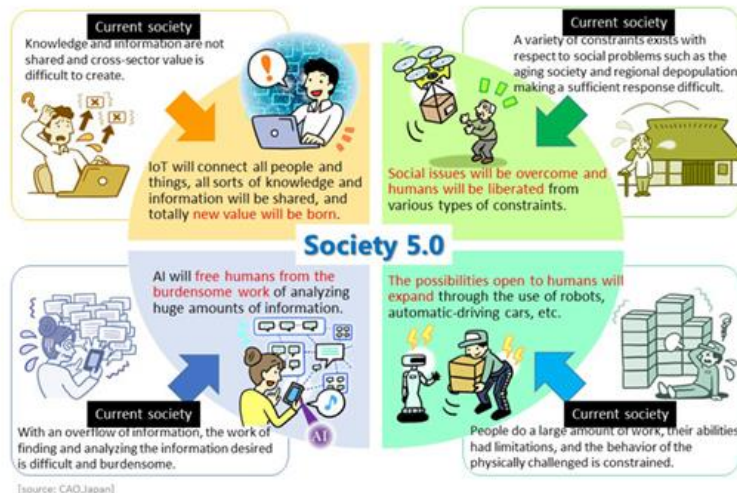 Current society
Knowledge and information are not
shared and cross-sector value is
difficult to create.
IoT will connect all people and
things, all sorts of knowledge and
information will be shared, and
totally new value will be born.
Current society
A variety of constraints exists with
respect to social problems such as the
aging society and regional depopulation,
making a sufficient response difficult.
Social issues will be overcome and
humans will be liberated from
various types of constraints.
Society 5.0
AI will free humans from the
burdensome work of analyzing
huge amounts of information.
AI
Current society
With an overflow of information, the work of
finding and analyzing the information desired
is difficult and burdensome.
The possibilities open to humans will
expand through the use of robots,
automatic-driving cars, etc.
Current society
People do a large amount of work, their abilities
had limitations, and the behavior of the
physically challenged is constrained.
[source: CAO,Japan]